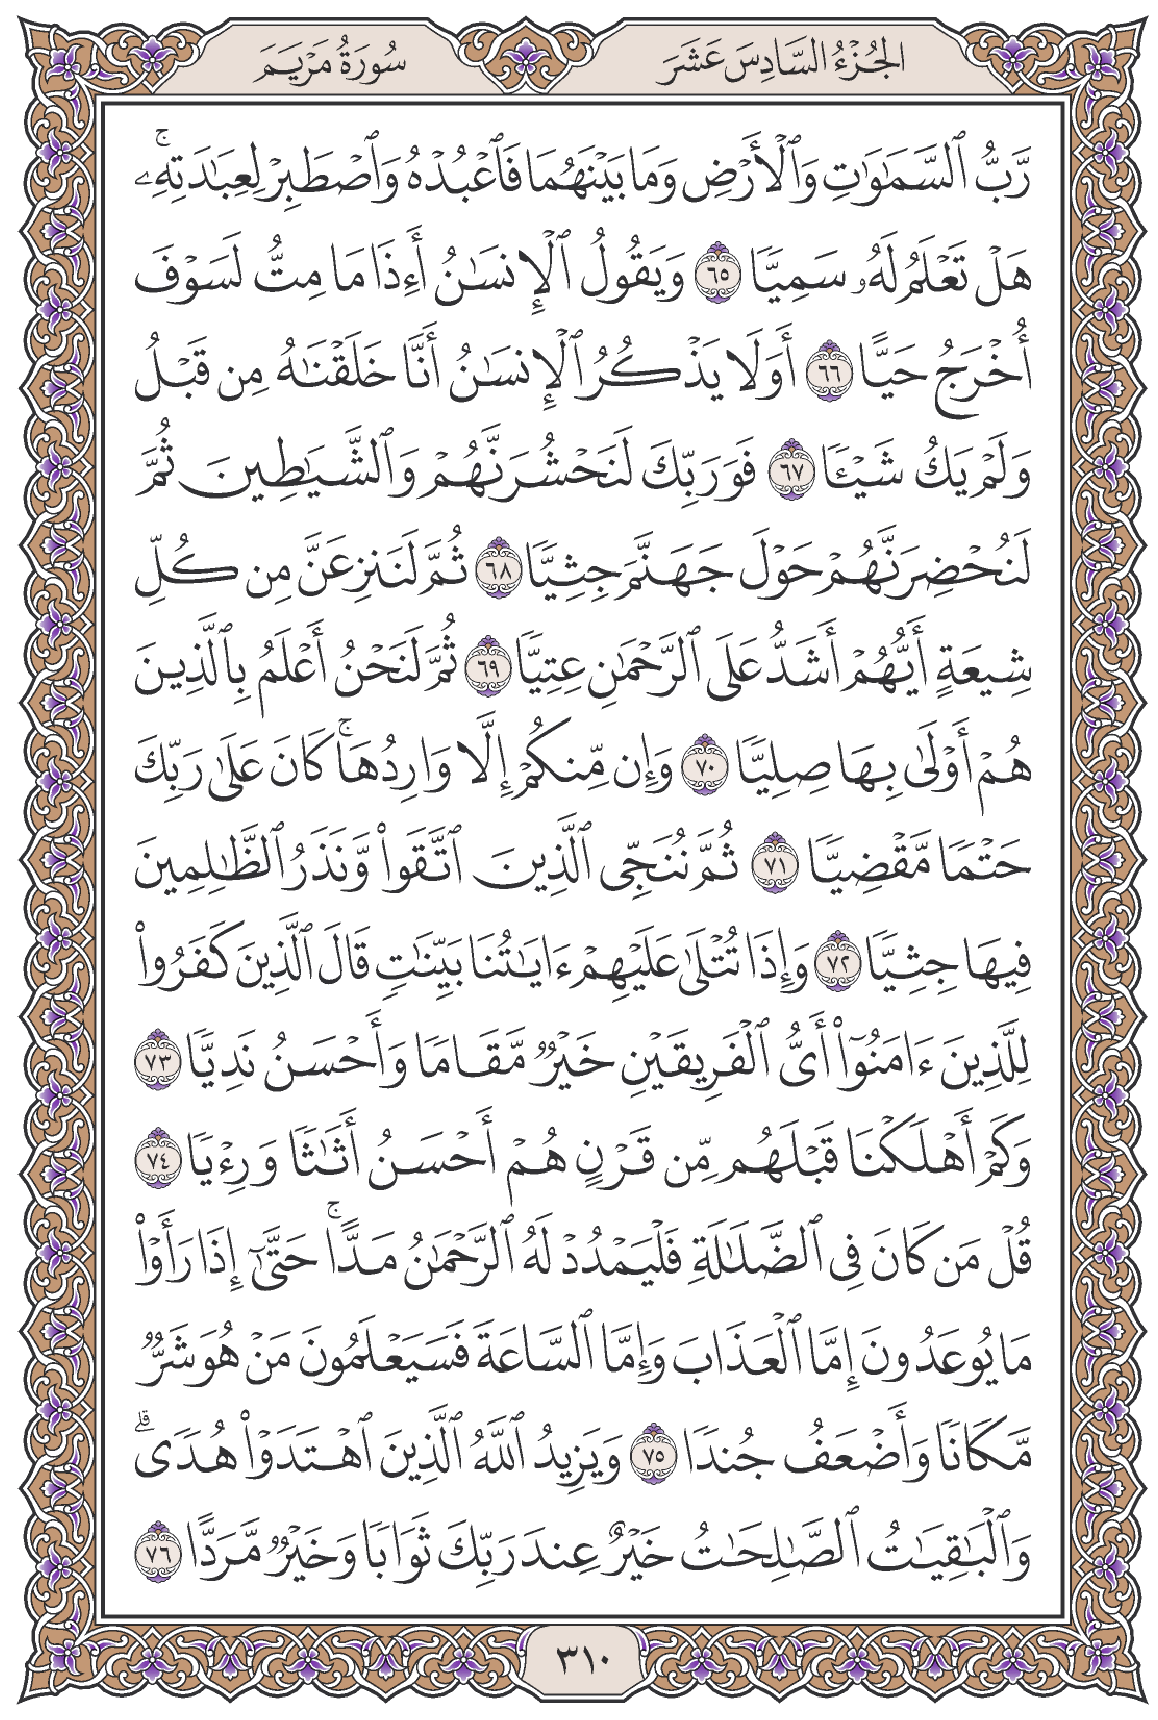 الجُزْءُ السَّادِسَ عَشَرَ
سُورَةُ مَرْيَمَ
رَّبُّ ٱلسَّمَٰوَٰتِ وَٱلْأَرْضِ وَمَا بَيْنَهُمَا فَٱعْبُدْهُ وَٱصْطَبِرْ لِعِبَٰدَتِهِۦۚ
هَلْ تَعْلَمُ لَهُۥ سَمِيًّا ٦٥ وَيَقُولُ ٱلْإِنسَٰنُ أَءِذَا مَا مِتُّ لَسَوْفَ
أُخْرَجُ حَيًّا ٦٦ أَوَلَا يَذْكُرُ ٱلْإِنسَٰنُ أَنَّا خَلَقْنَٰهُ مِن قَبْلُ
وَلَمْ يَكُ شَيْـًٔا ٦٧ فَوَرَبِّكَ لَنَحْشُرَنَّهُمْ وَٱلشَّيَٰطِينَ ثُمَّ
لَنُحْضِرَنَّهُمْ حَوْلَ جَهَنَّمَ جِثِيًّا ٦٨ ثُمَّ لَنَنزِعَنَّ مِن كُلِّ
شِيعَةٍ أَيُّهُمْ أَشَدُّ عَلَى ٱلرَّحْمَٰنِ عِتِيًّا ٦٩ ثُمَّ لَنَحْنُ أَعْلَمُ بِٱلَّذِينَ
هُمْ أَوْلَىٰ بِهَا صِلِيًّا ٧٠ وَإِن مِّنكُمْ إِلَّا وَارِدُهَاۚ كَانَ عَلَىٰ رَبِّكَ
حَتْمًا مَّقْضِيًّا ٧١ ثُمَّ نُنَجِّى ٱلَّذِينَ ٱتَّقَوا۟ وَّنَذَرُ ٱلظَّٰلِمِينَ
فِيهَا جِثِيًّا ٧٢ وَإِذَا تُتْلَىٰ عَلَيْهِمْ ءَايَٰتُنَا بَيِّنَٰتٍ قَالَ ٱلَّذِينَ كَفَرُوا۟
لِلَّذِينَ ءَامَنُوٓا۟ أَىُّ ٱلْفَرِيقَيْنِ خَيْرٌ مَّقَامًا وَأَحْسَنُ نَدِيًّا ٧٣
وَكَمْ أَهْلَكْنَا قَبْلَهُم مِّن قَرْنٍ هُمْ أَحْسَنُ أَثَٰثًا وَرِءْيًا ٧٤
قُلْ مَن كَانَ فِى ٱلضَّلَٰلَةِ فَلْيَمْدُدْ لَهُ ٱلرَّحْمَٰنُ مَدًّاۚ حَتَّىٰٓ إِذَا رَأَوْا۟
مَا يُوعَدُونَ إِمَّا ٱلْعَذَابَ وَإِمَّا ٱلسَّاعَةَ فَسَيَعْلَمُونَ مَنْ هُوَ شَرٌّ
مَّكَانًا وَأَضْعَفُ جُندًا ٧٥ وَيَزِيدُ ٱللَّهُ ٱلَّذِينَ ٱهْتَدَوْا۟ هُدًىۗ
وَٱلْبَٰقِيَٰتُ ٱلصَّٰلِحَٰتُ خَيْرٌ عِندَ رَبِّكَ ثَوَابًا وَخَيْرٌ مَّرَدًّا ٧٦
٣١٠